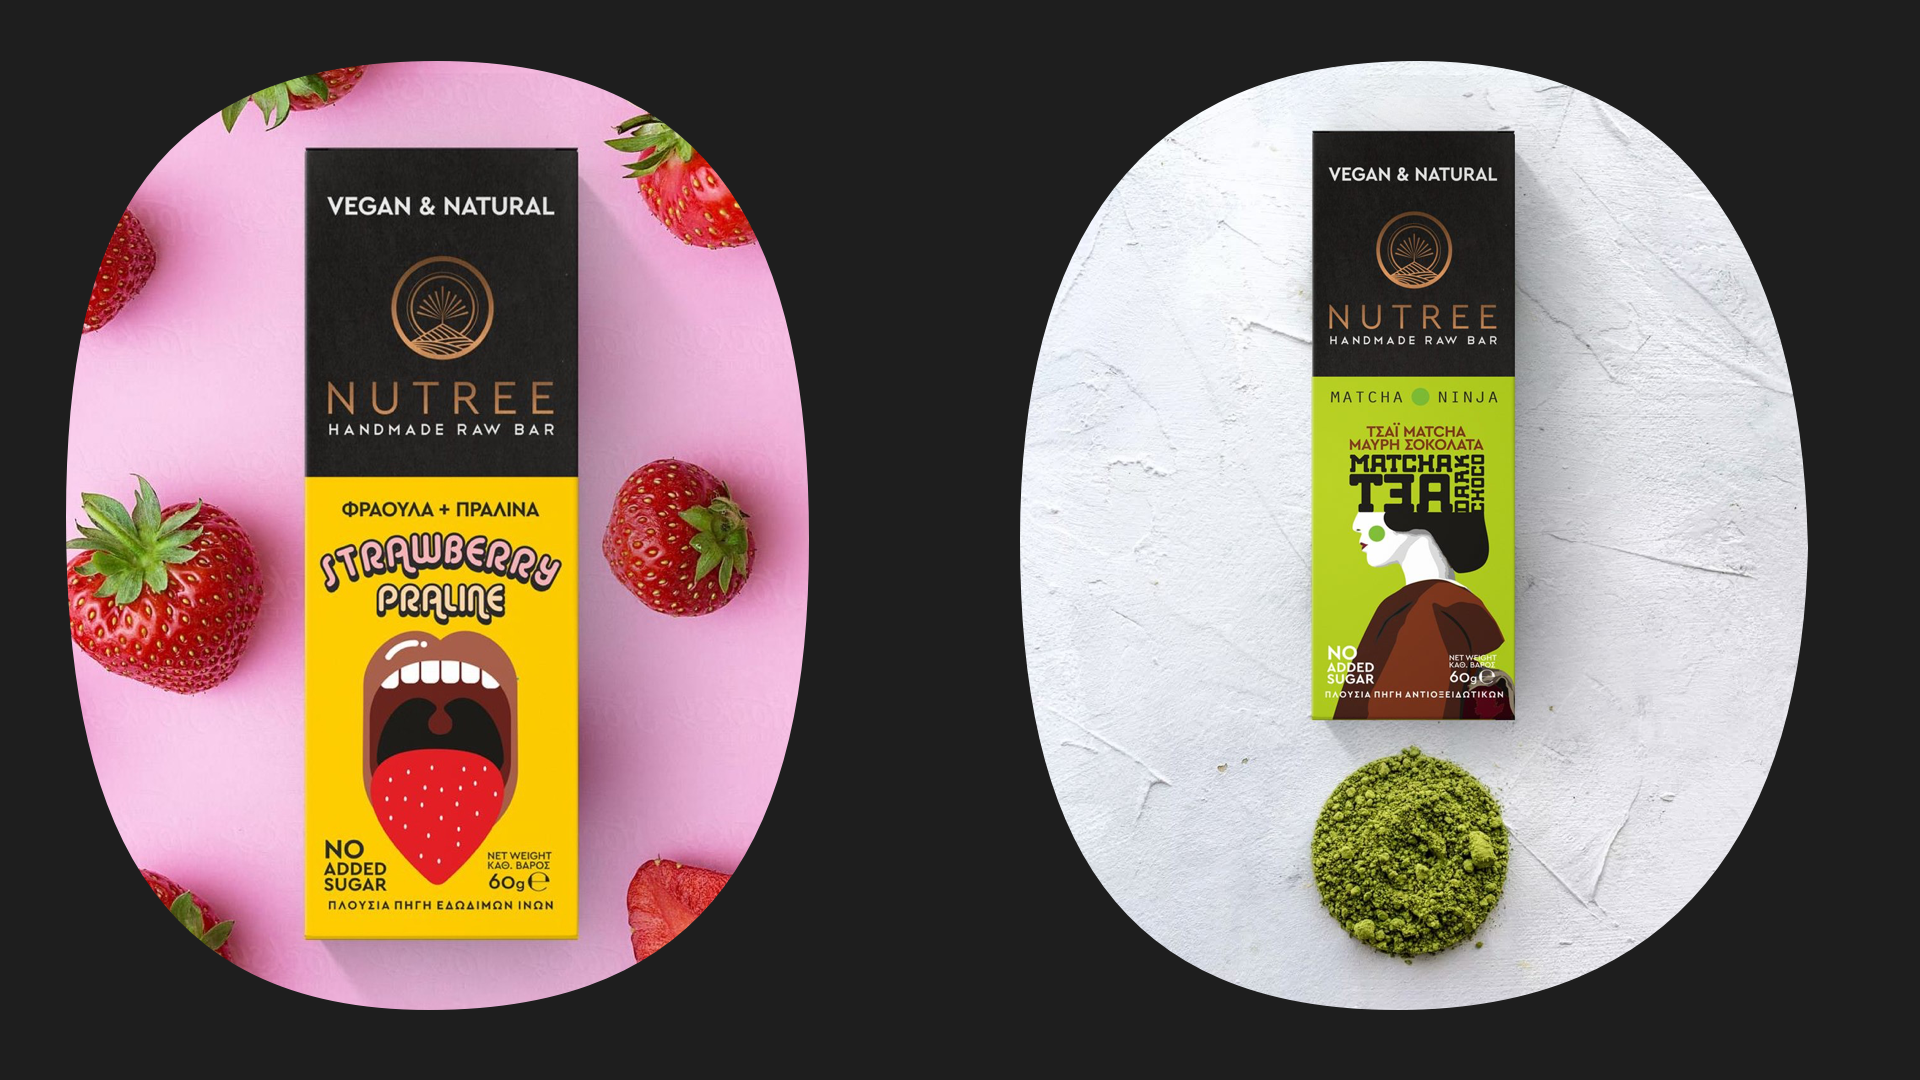 VEGAN & NATURAL
NUTREE
HANDMADE RAW BAR
ΦΡΑΟΥΛΑ + ΠΡΑΛΙΝΑ
STRAWBERRY
PRALINE
NO
ADDED
SUGAR
NET WEIGHT
ΚΑΘ. ΒΑΡΟΣ
60g ℮
ΠΛΟΥΣΙΑ ΠΗΓΗ ΕΔΩΔΙΜΩΝ ΙΝΩΝ
VEGAN & NATURAL
NUTREE
HANDMADE RAW BAR
MATCHA NINJA
ΤΣΑΪ MATCHA
ΜΑΥΡΗ ΣΟΚΟΛΑΤΑ
MATCHA
TEA
DARK
CHOCO
NO
ADDED
SUGAR
NET WEIGHT
ΚΑΘ. ΒΑΡΟΣ
60g ℮
ΠΛΟΥΣΙΑ ΠΗΓΗ ΑΝΤΙΟΞΕΙΔΩΤΙΚΩΝ